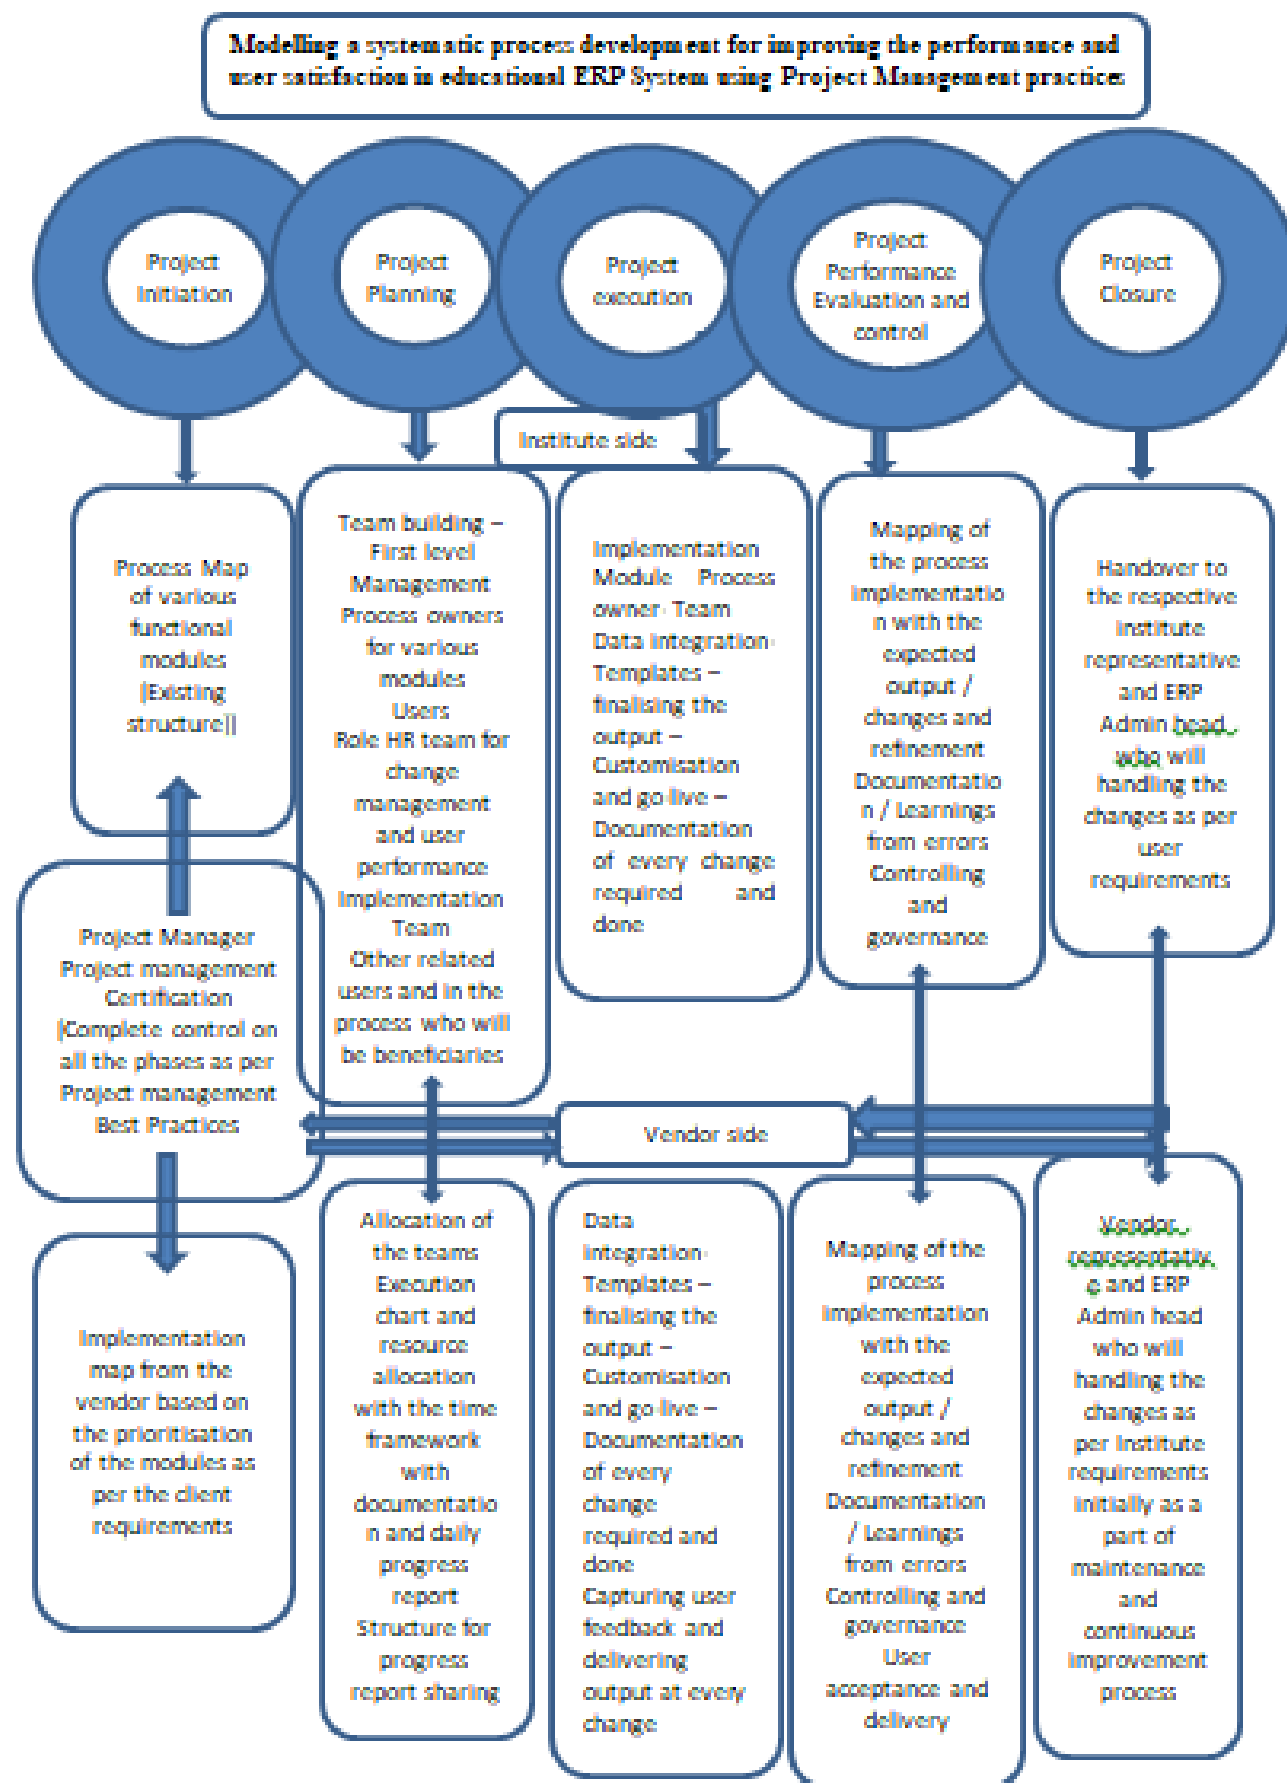 Modelling a systematic process development for improving the performance and
user satisfaction in educational ERP System using Project Management practices
Project
Initiation
Project
Planning
Project
execution
Project
Performance
Evaluation and
control
Project
Closure
Institute side
Process Map
of various
functional
modules
[Existing
structure]]
Team building –
First level
Management
Process owners
for various
modules
Users
Role HR team for
change
management
and user
performance
Implementation
Team
Other related
users and in the
process who will
be beneficiaries
Implementation
Module Process
owner- Team
Data integration-
Templates –
finalising the
output –
Customisation
and go-live –
Documentation
of every change
required and
done
Mapping of
the process
implementatio
n with the
expected
output /
changes and
refinement
Documentatio
n / Learnings
from errors
Controlling
and
governance
Handover to
the respective
institute
representative
and ERP
Admin head
who will
handling the
changes as per
user
requirements
Project Manager
Project management
Certification
[Complete control on
all the phases as per
Project management
Best Practices
Vendor side
Implementation
map from the
vendor based on
the prioritisation
of the modules as
per the client
requirements
Allocation of
the teams
Execution
chart and
resource
allocation
with the time
framework
with
documentatio
n and daily
progress
report
Structure for
progress
report sharing
Data
integration-
Templates –
finalising the
output –
Customisation
and go-live –
Documentation
of every
change
required and
done
Capturing user
feedback and
delivering
output at every
change
Mapping of the
process
implementation
with the
expected
output /
changes and
refinement
Documentation
/ Learnings
from errors
Controlling and
governance
User
acceptance and
delivery
Vendor
representativ
e and ERP
Admin head
who will
handling the
changes as
per Institute
requirements
initially as a
part of
maintenance
and
continuous
improvement
process